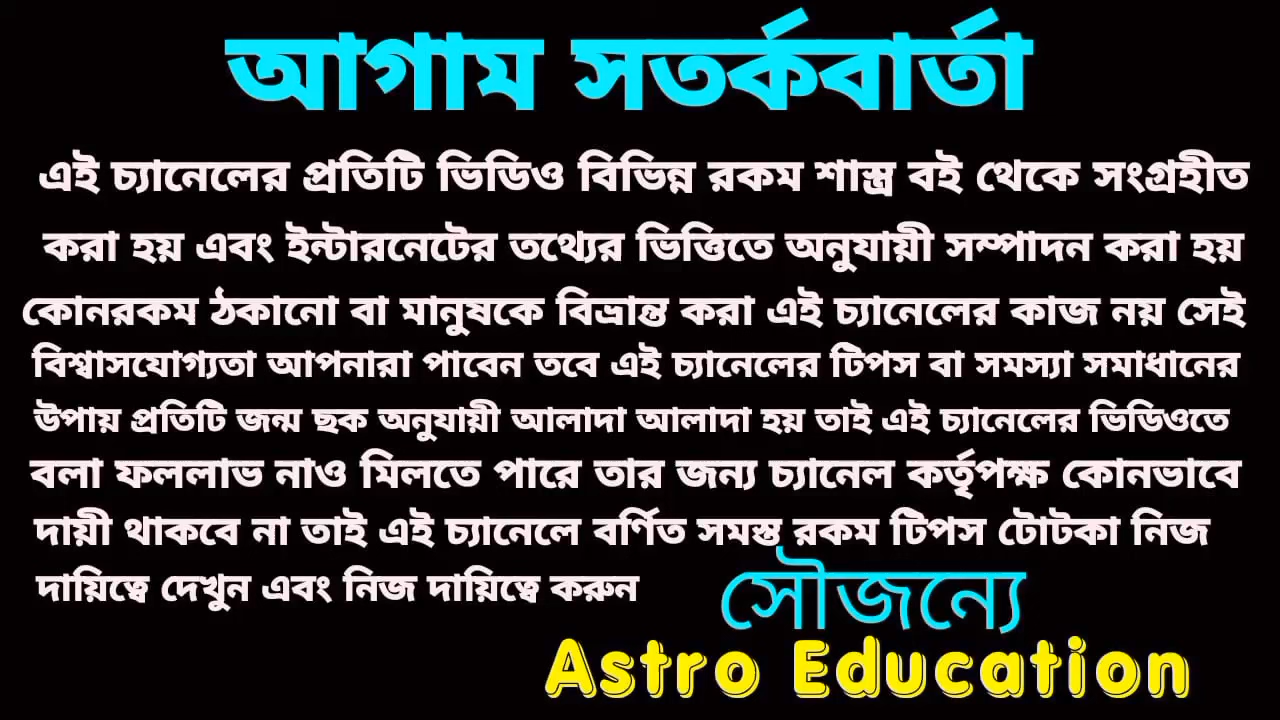 আগাম সতর্কবার্তা
এই চ্যানেলের প্রতিটি ভিডিও বিভিন্ন রকম শাস্ত্র বই থেকে সংগ্রহীত
করা হয় এবং ইন্টারনেটের তথ্যের ভিত্তিতে অনুযায়ী সম্পাদন করা হয়
কোনরকম ঠকানো বা মানুষকে বিভ্রান্ত করা এই চ্যানেলের কাজ নয় সেই
বিশ্বাসযোগ্যতা আপনারা পাবেন তবে এই চ্যানেলের টিপস বা সমস্যা সমাধানের
উপায় প্রতিটি জন্ম ছক অনুযায়ী আলাদা আলাদা হয় তাই এই চ্যানেলের ভিডিওতে
বলা ফললাভ নাও মিলতে পারে তার জন্য চ্যানেল কর্তৃপক্ষ কোনভাবে
দায়ী থাকবে না তাই এই চ্যানেলে বর্ণিত সমস্ত রকম টিপস টোটকা নিজ
দায়িত্বে দেখুন এবং নিজ দায়িত্বে করুন
সৌজন্যে
Astro Education